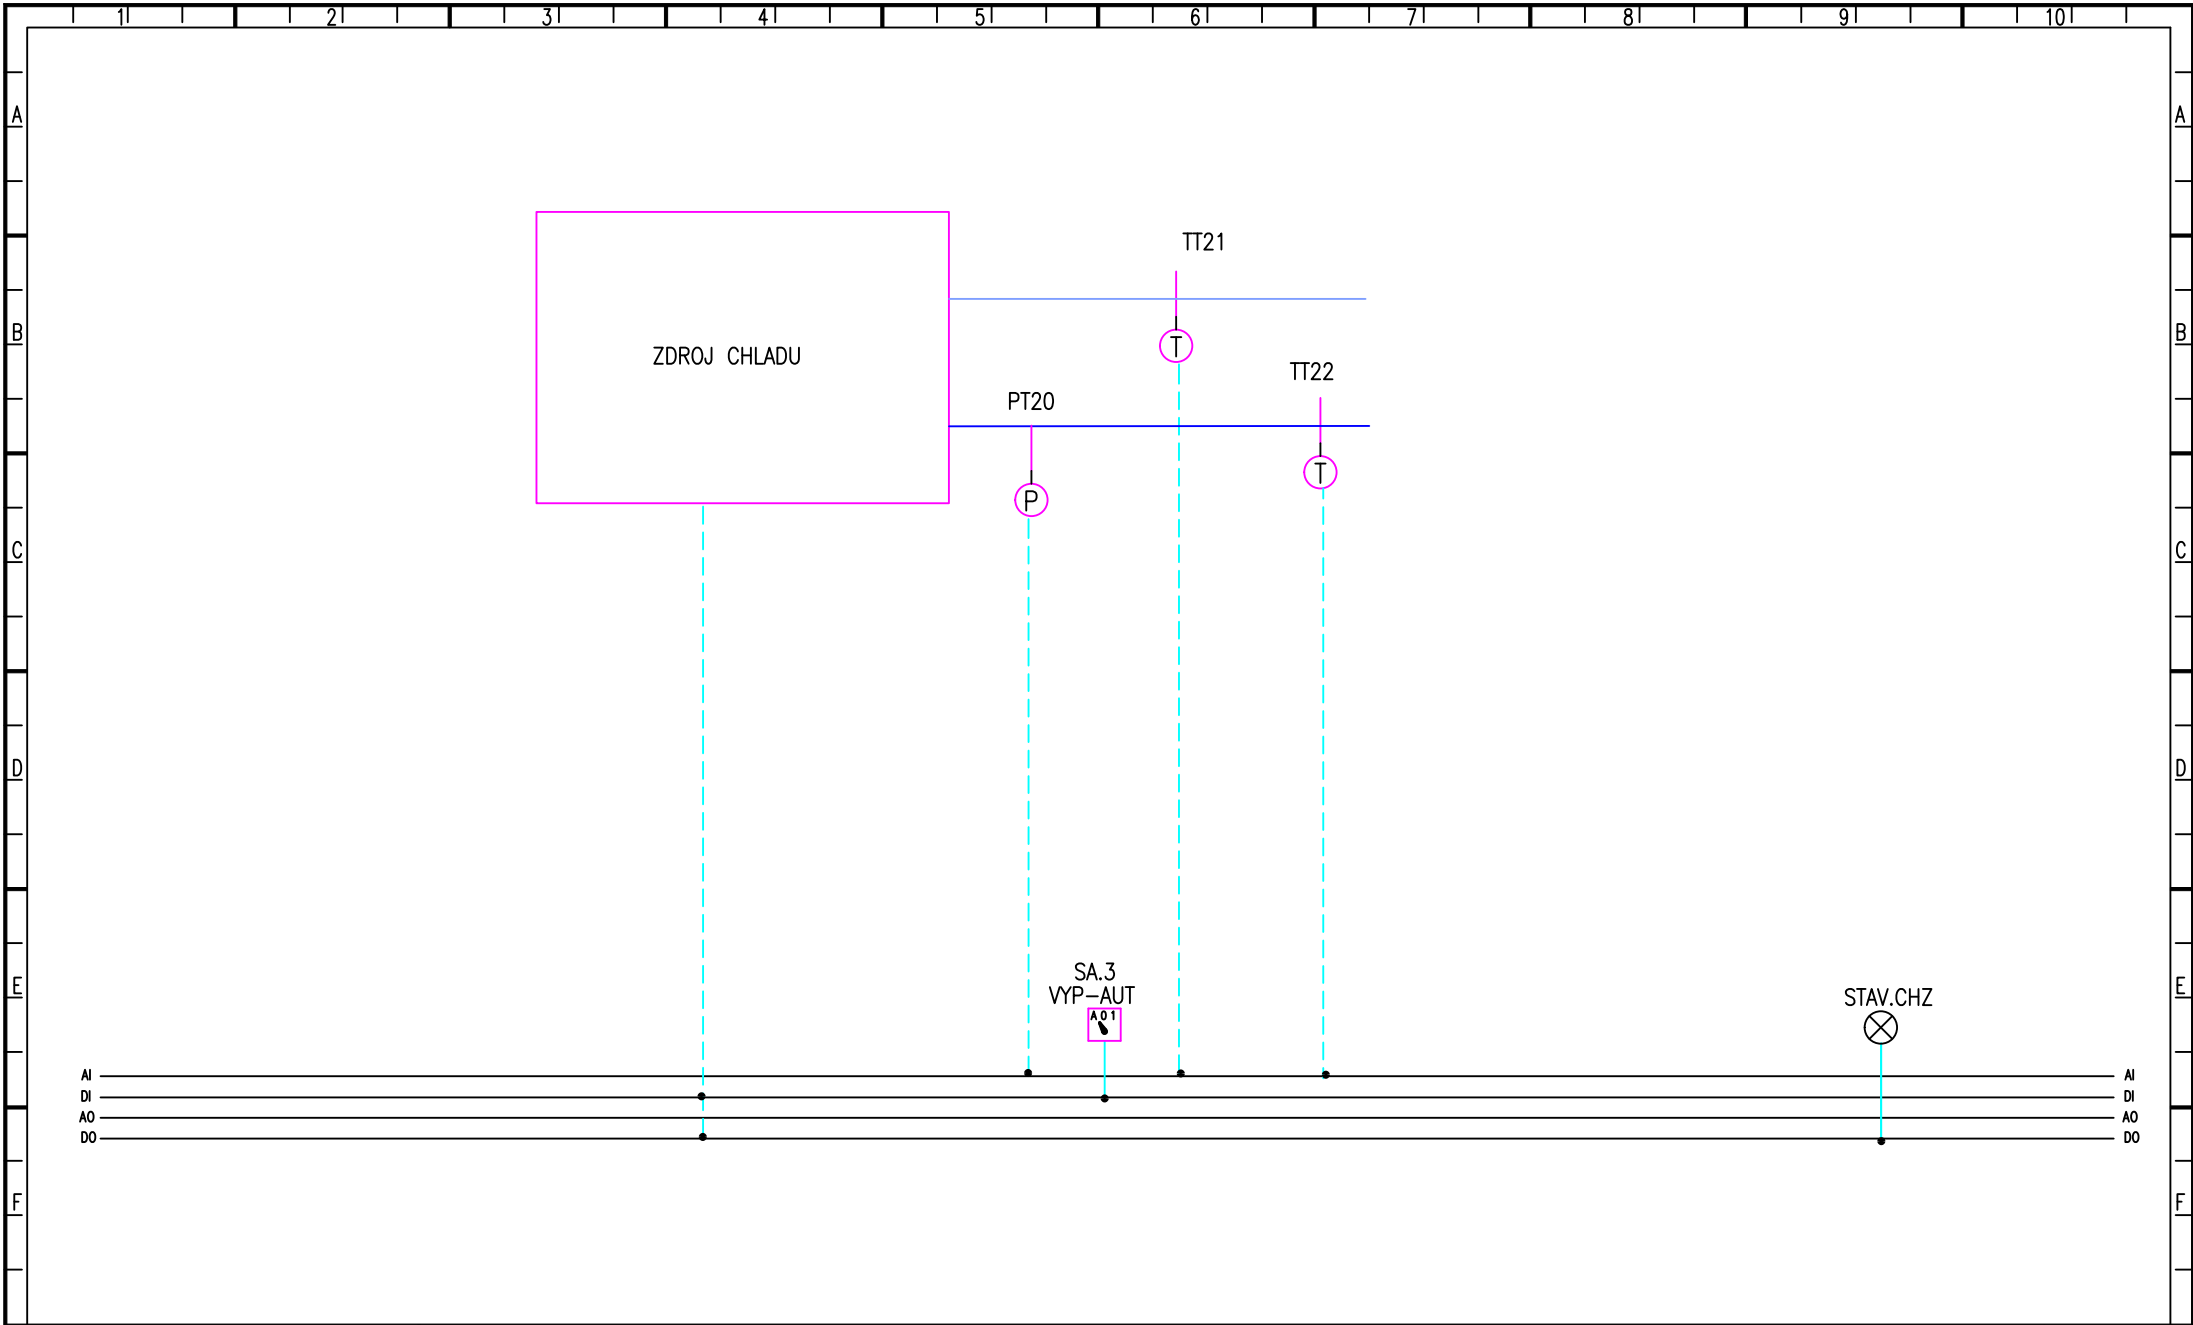 1 2 3 4 5 6 7 8 9 10
A A
TT21
B B
ZDROJ CHLADU
TT22
PT20
T
T
P
C C
D D
SA.3
VYP-AUT
E E
STAV.CHZ
A 0 1
AI AI
DI DI
AO AO
DO DO
F F